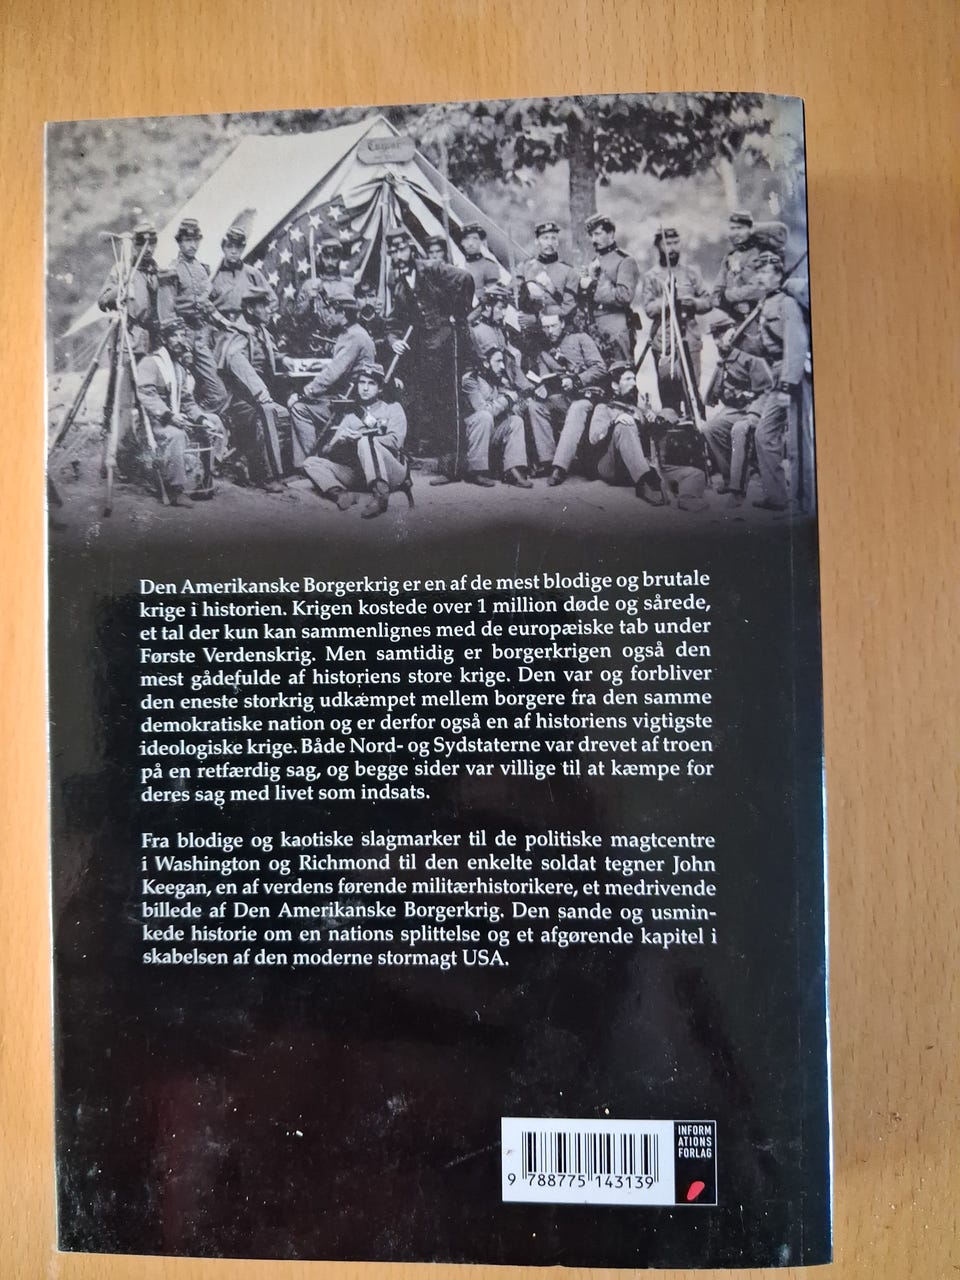 Den Amerikanske Borgerkrig er en af de mest blodige og brutale
krige i historien. Krigen kostede over 1 million døde og sårede,
et tal der kun kan sammenlignes med de europæiske tab under
Første Verdenskrig. Men samtidig er borgerkrigen også den
mest gådefulde af historiens store krige. Den var og forbliver
den eneste storkrig udkæmpet mellem borgere fra den samme
demokratiske nation og er derfor også en af historiens vigtigste
ideologiske krige. Både Nord- og Sydstaterne var drevet af troen
på en retfærdig sag, og begge sider var villige til at kæmpe for
deres sag med livet som indsats.
Fra blodige og kaotiske slagmarker til de politiske magtcentre
i Washington og Richmond til den enkelte soldat tegner John
Keegan, en af verdens førende militærhistorikere, et medrivende
billede af Den Amerikanske Borgerkrig. Den sande og usmin-
kede historie om en nations splittelse og et afgørende kapitel i
skabelsen af den moderne stormagt USA.
INFORM
ATIONS
FORLAG
9 788775 143139